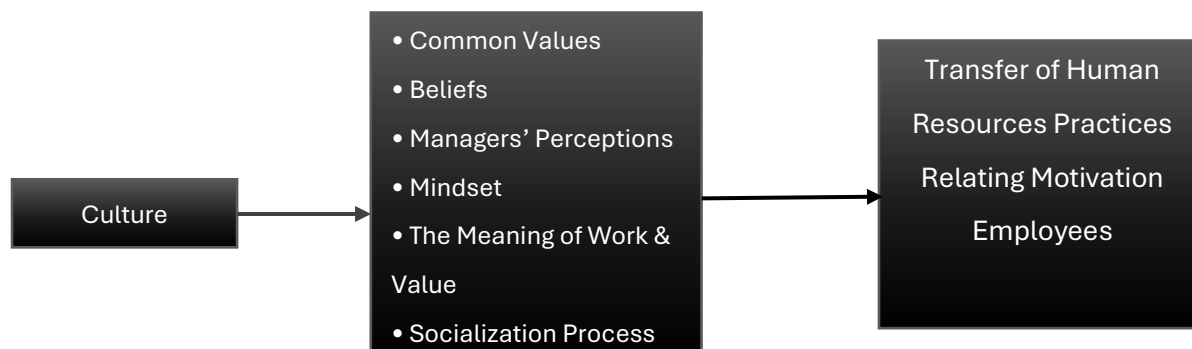 Culture
• Common Values
• Beliefs
• Managers’ Perceptions
• Mindset
• The Meaning of Work &
Value
• Socialization Process
Transfer of Human
Resources Practices
Relating Motivation
Employees